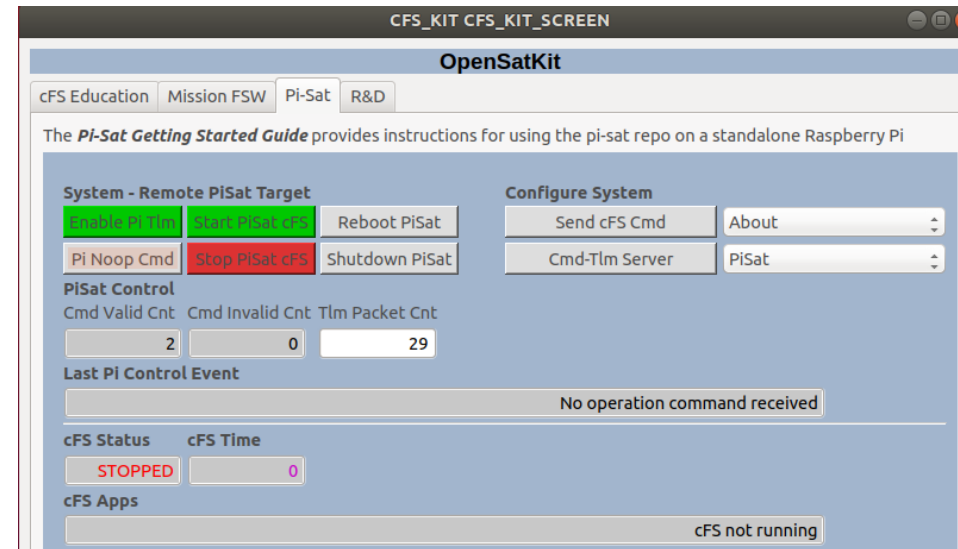 CFS_KIT CFS_KIT_SCREEN
OpenSatKit
cFS Education Mission FSW Pi-Sat R&D
The Pi-Sat Getting Started Guide provides instructions for using the pi-sat repo on a standalone Raspberry Pi
System - Remote PiSat Target Configure System
Enable Pi Tlm Start PiSat cFS Reboot PiSat Send cFS Cmd About
Pi Noop Cmd Stop PiSat cFS Shutdown PiSat Cmd-Tlm Server PiSat
PiSat Control
Cmd Valid Cnt Cmd Invalid Cnt Tlm Packet Cnt
2 0 29
Last Pi Control Event
No operation command received
cFS Status cFS Time
STOPPED 0
cFS Apps
cFS not running